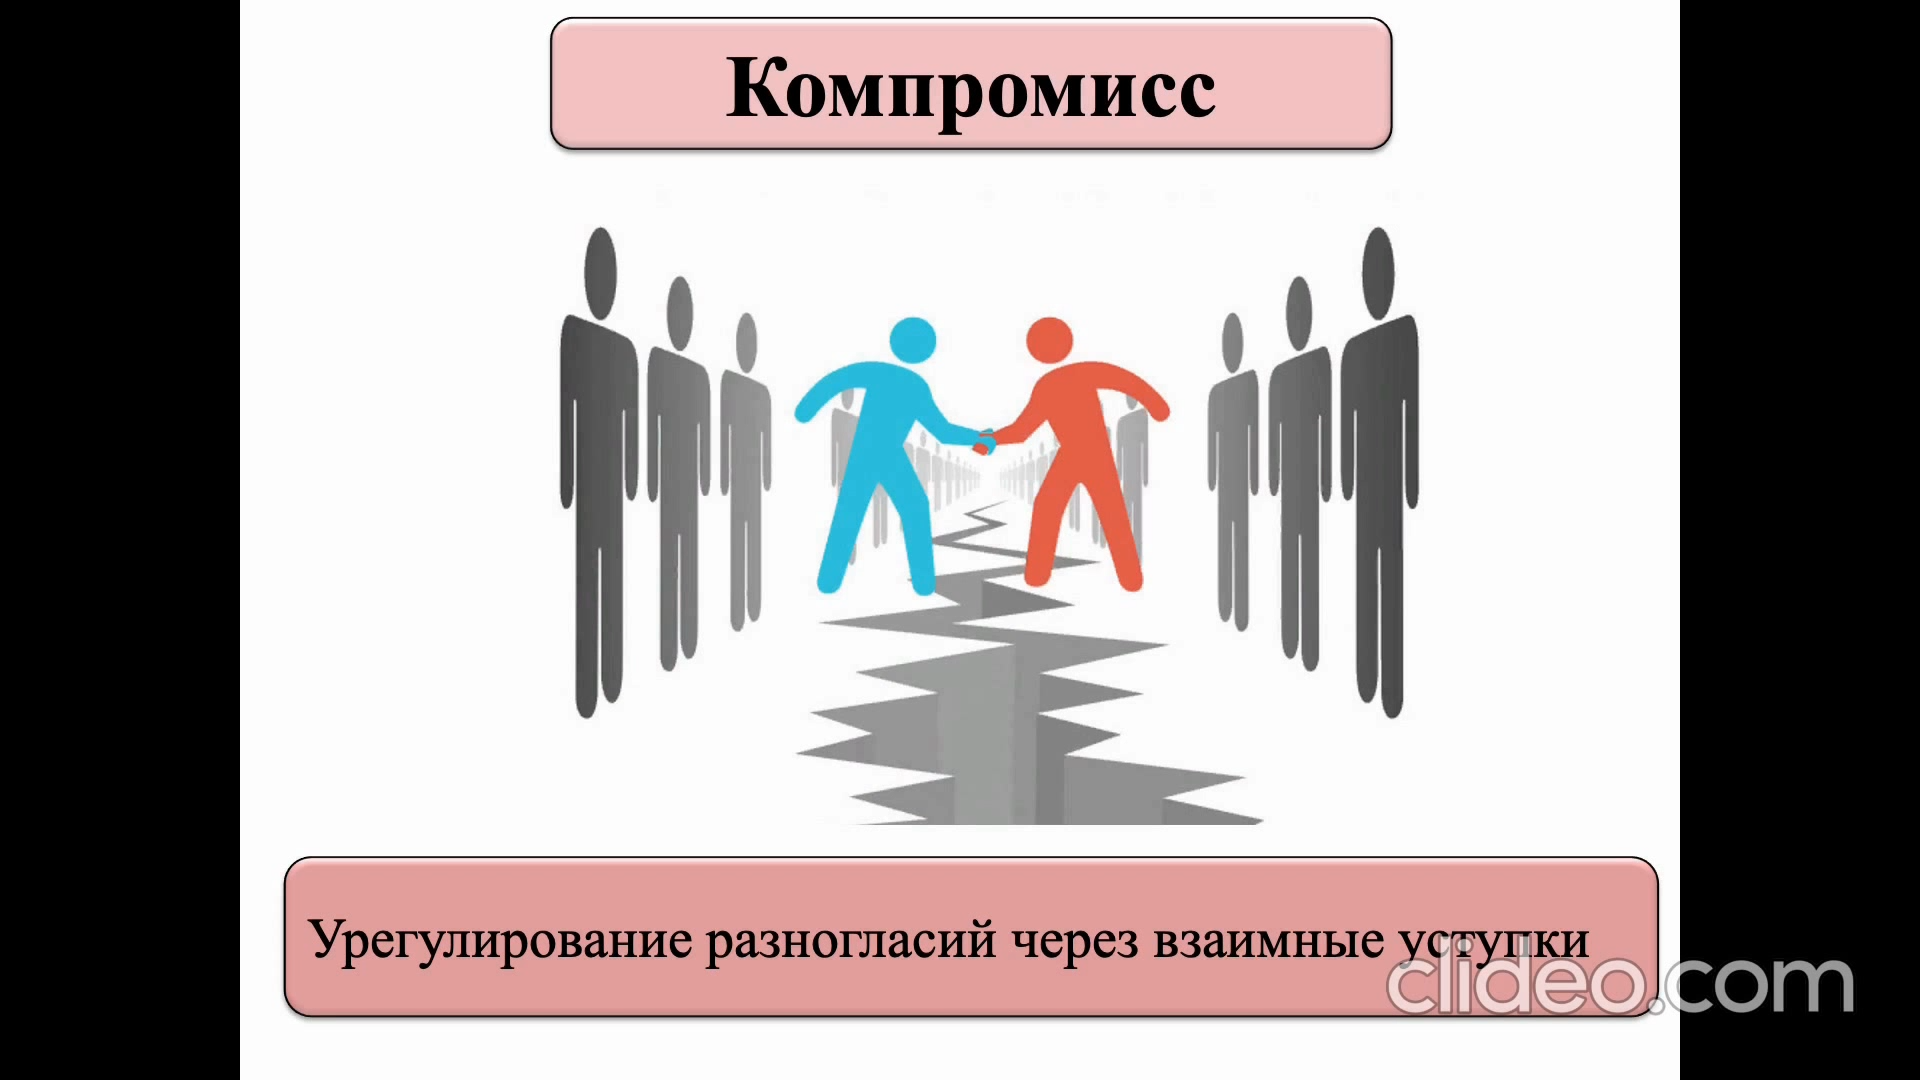 Компромисс
Урегулирование разногласий через взаимные уступки
clideo.com